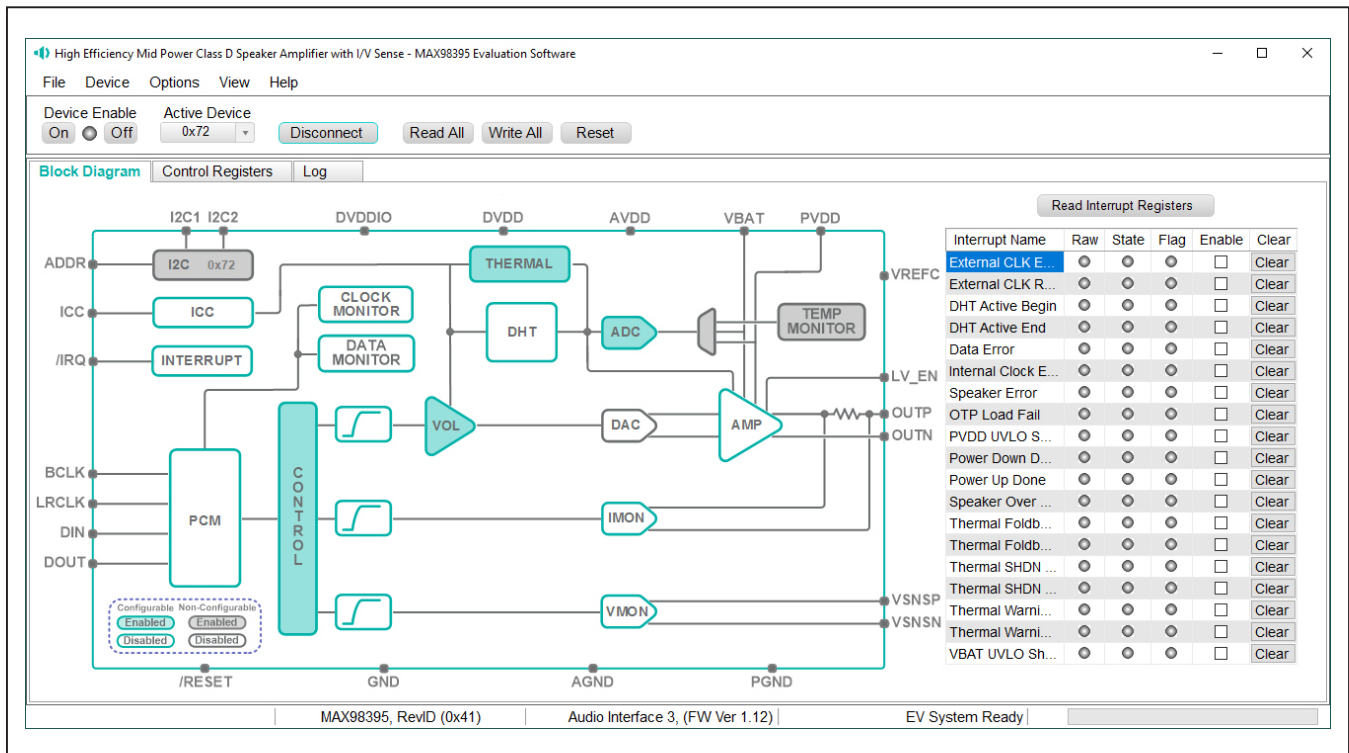 High Efficiency Mid Power Class D Speaker Amplifier with I/V Sense - MAX98395 Evaluation Software
File Device Options View Help
Device Enable Active Device
On Off 0x72 Disconnect Read All Write All Reset
Block Diagram Control Registers Log
Read Interrupt Registers
I2C1 I2C2 DVDDIO DVDD AVDD VBAT PVDD
ADDR I2C 0x72 THERMAL VREFC
ICC ICC CLOCK MONITOR DHT ADC TEMP MONITOR
/IRQ INTERRUPT DATA MONITOR
LV_EN
VOL DAC AMP OUTP
OUTN
BCLK
LRCLK
PCM CONTROL IMON
DIN
DOUT
Configurable Non-Configurable
Enabled Enabled
Disabled Disabled
VMON VSNSP
VSNSN
/RESET GND AGND PGND
Interrupt Name Raw State Flag Enable Clear
External CLK E... Clear
External CLK R... Clear
DHT Active Begin Clear
DHT Active End Clear
Data Error Clear
Internal Clock E... Clear
Speaker Error Clear
OTP Load Fail Clear
PVDD UVLO S... Clear
Power Down D... Clear
Power Up Done Clear
Speaker Over ... Clear
Thermal Foldb... Clear
Thermal Foldb... Clear
Thermal SHDN ... Clear
Thermal SHDN ... Clear
Thermal Warni... Clear
Thermal Warni... Clear
VBAT UVLO Sh... Clear
MAX98395, RevID (0x41) Audio Interface 3, (FW Ver 1.12) EV System Ready